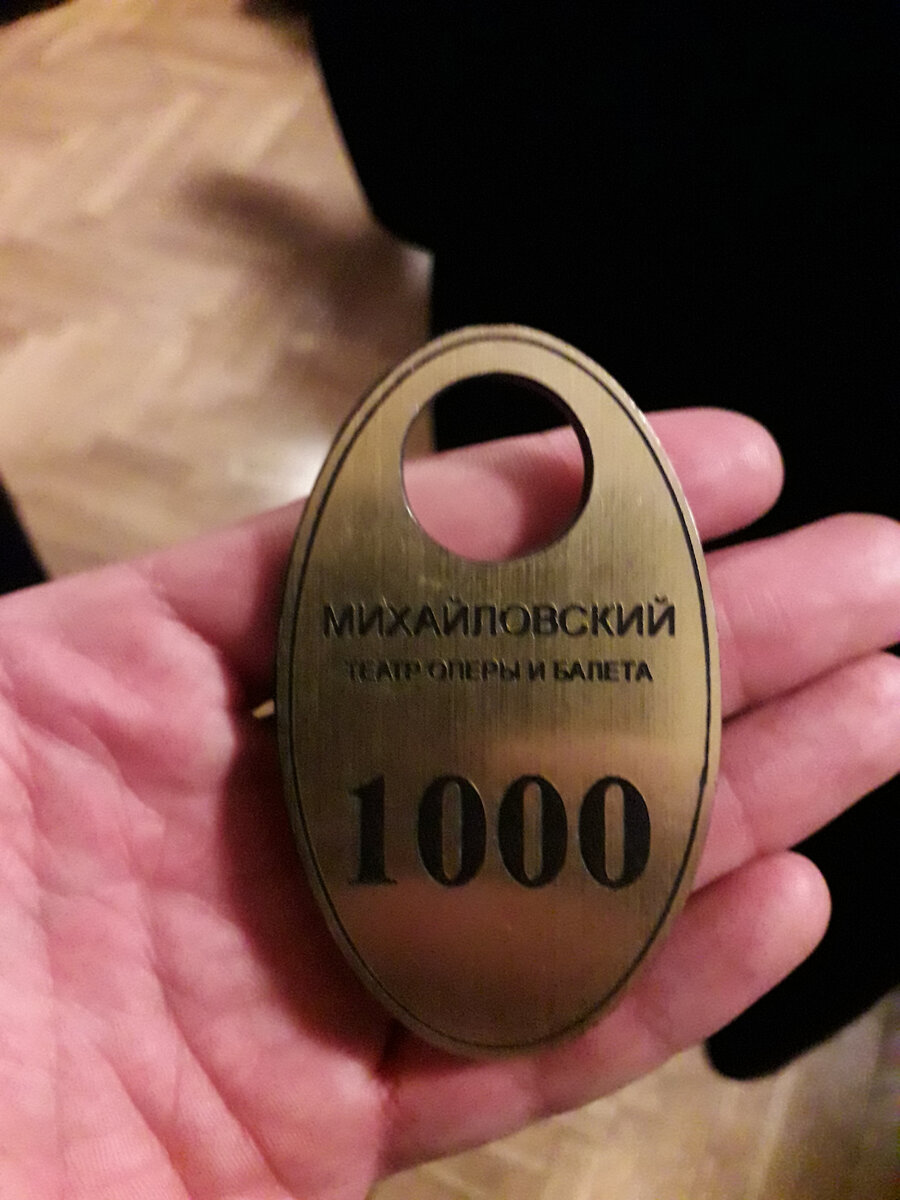 МИХАЙЛОВСКИЙ
ТЕАТР ОПЕРЫ И БАЛЕТА
1000